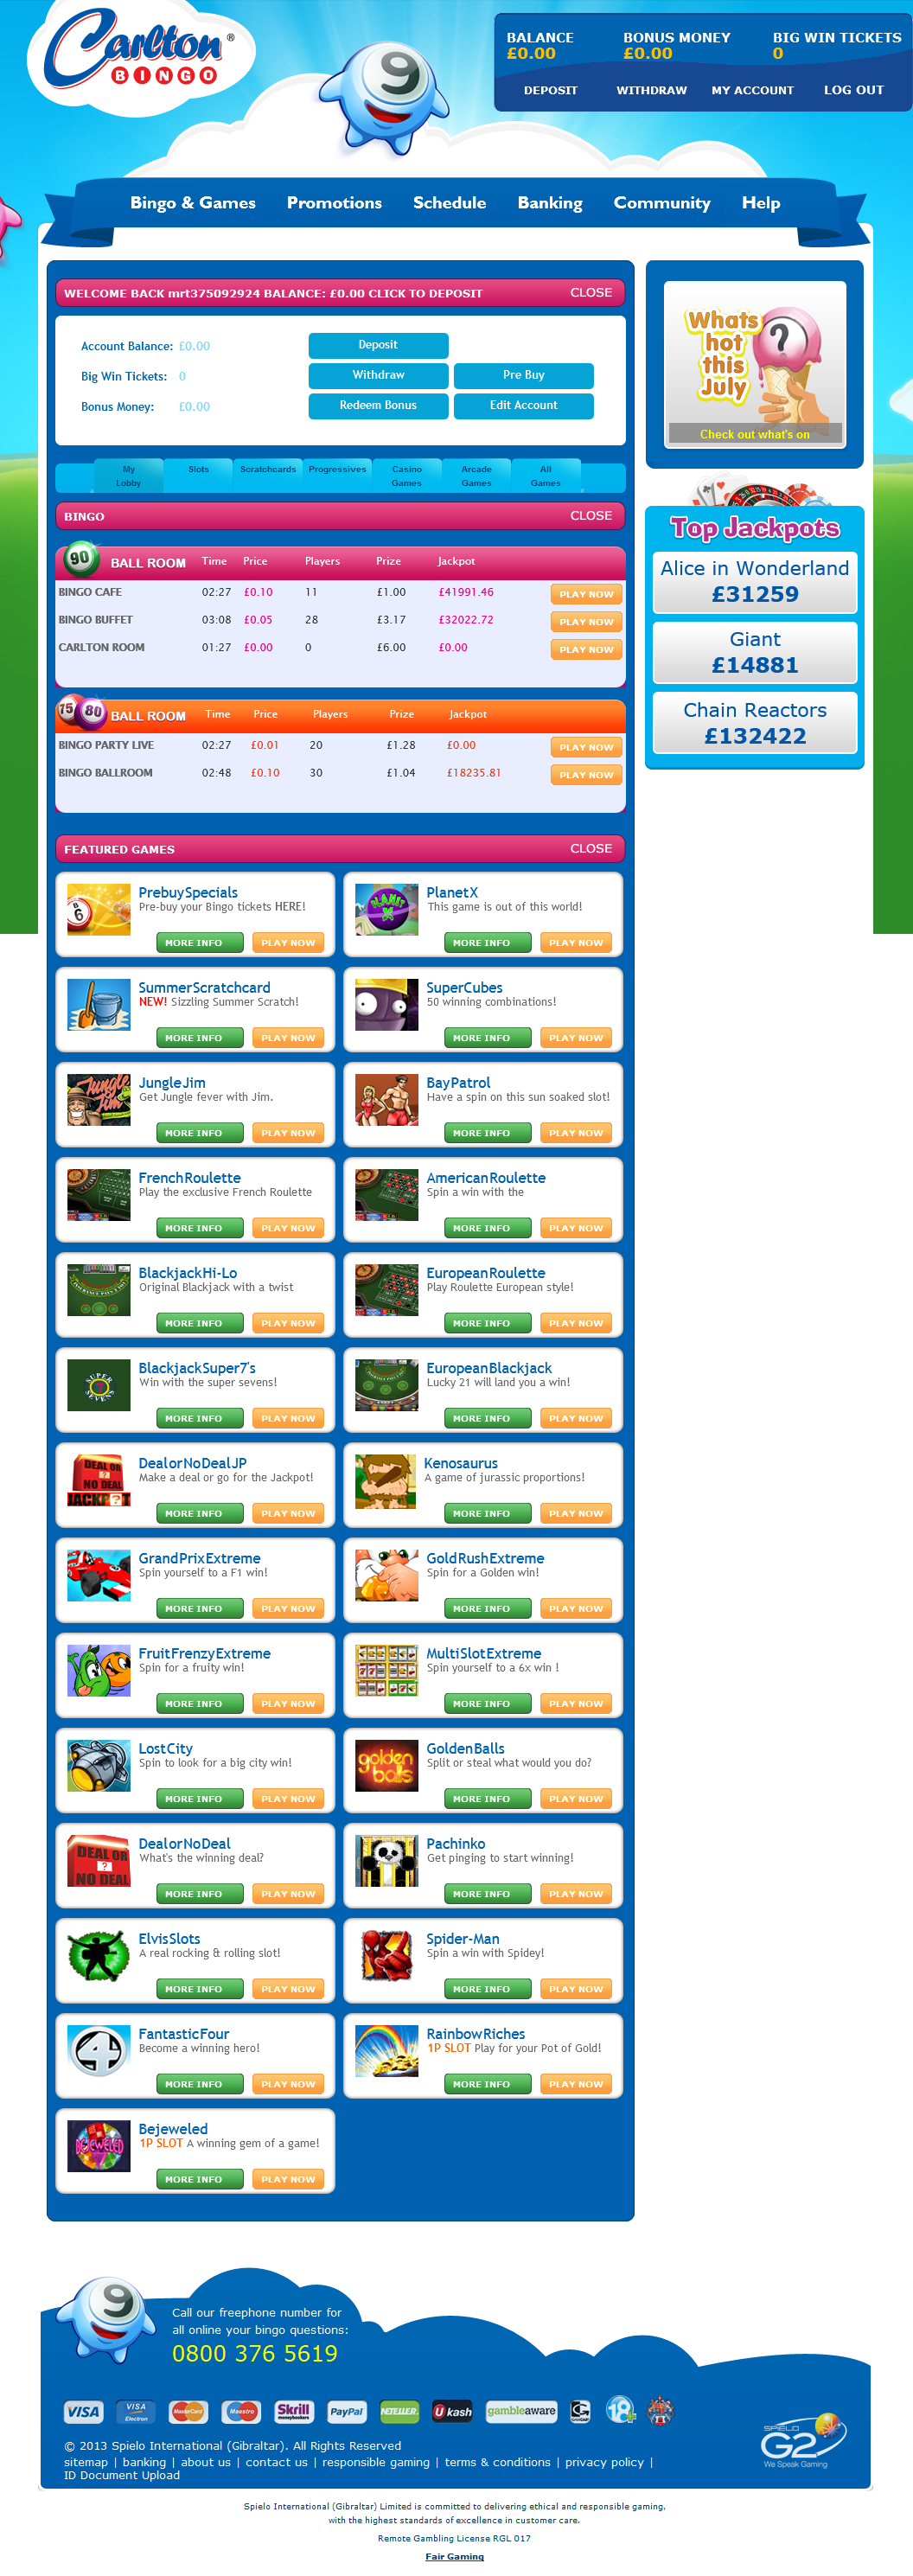 Carlton ®
BINGO
9
BALANCE BONUS MONEY BIG WIN TICKETS
£0.00 £0.00 0
DEPOSIT WITHDRAW MY ACCOUNT LOG OUT
Bingo & Games Promotions Schedule Banking Community Help
WELCOME BACK mrt375092924 BALANCE: £0.00 CLICK TO DEPOSIT CLOSE
Account Balance: £0.00 Deposit
Big Win Tickets: 0 Withdraw Pre Buy
Bonus Money: £0.00 Redeem Bonus Edit Account
My Lobby
Slots
Scratchcards
Progressives
Casino Games
Arcade Games
All Games
BINGO CLOSE
90 BALL ROOM Time Price Players Prize Jackpot
BINGO CAFE 02:27 £0.10 11 £1.00 £41991.46 PLAY NOW
BINGO BUFFET 03:08 £0.05 28 £3.17 £32022.72 PLAY NOW
CARLTON ROOM 01:27 £0.00 0 £6.00 £0.00 PLAY NOW
75 80 BALL ROOM Time Price Players Prize Jackpot
BINGO PARTY LIVE 02:27 £0.01 20 £1.28 £0.00 PLAY NOW
BINGO BALLROOM 02:48 £0.10 30 £1.04 £18235.81 PLAY NOW
Whats
hot
this
July
?
Check out what's on
Top Jackpots
Alice in Wonderland
£31259
Giant
£14881
Chain Reactors
£132422
FEATURED GAMES CLOSE
PrebuySpecials
Pre-buy your Bingo tickets HERE!
MORE INFO PLAY NOW
PLANET X
PlanetX
This game is out of this world!
MORE INFO PLAY NOW
SummerScratchcard
NEW! Sizzling Summer Scratch!
MORE INFO PLAY NOW
SuperCubes
50 winning combinations!
MORE INFO PLAY NOW
Jungle Jim
JungleJim
Get Jungle fever with Jim.
MORE INFO PLAY NOW
BayPatrol
Have a spin on this sun soaked slot!
MORE INFO PLAY NOW
FrenchRoulette
Play the exclusive French Roulette
MORE INFO PLAY NOW
AmericanRoulette
Spin a win with the
MORE INFO PLAY NOW
BlackjackHi-Lo
Original Blackjack with a twist
MORE INFO PLAY NOW
EuropeanRoulette
Play Roulette European style!
MORE INFO PLAY NOW
SUPER 7 SEVENS
BlackjackSuper7's
Win with the super sevens!
MORE INFO PLAY NOW
EuropeanBlackjack
Lucky 21 will land you a win!
MORE INFO PLAY NOW
DEAL OR NO DEAL JACKPOT
DealorNoDealJP
Make a deal or go for the Jackpot!
MORE INFO PLAY NOW
Kenosaurus
A game of jurassic proportions!
MORE INFO PLAY NOW
GrandPrixExtreme
Spin yourself to a F1 win!
MORE INFO PLAY NOW
GoldRushExtreme
Spin for a Golden win!
MORE INFO PLAY NOW
FruitFrenzyExtreme
Spin for a fruity win!
MORE INFO PLAY NOW
MultiSlotExtreme
Spin yourself to a 6x win !
MORE INFO PLAY NOW
LostCity
Spin to look for a big city win!
MORE INFO PLAY NOW
golden balls
GoldenBalls
Split or steal what would you do?
MORE INFO PLAY NOW
DEAL OR ? NO DEAL
DealorNoDeal
What's the winning deal?
MORE INFO PLAY NOW
Pachinko
Get pinging to start winning!
MORE INFO PLAY NOW
ElvisSlots
A real rocking & rolling slot!
MORE INFO PLAY NOW
Spider-Man
Spin a win with Spidey!
MORE INFO PLAY NOW
4
FantasticFour
Become a winning hero!
MORE INFO PLAY NOW
RainbowRiches
1P SLOT Play for your Pot of Gold!
MORE INFO PLAY NOW
BEJEWELED
Bejeweled
1P SLOT A winning gem of a game!
MORE INFO PLAY NOW
9
Call our freephone number for
all online your bingo questions:
0800 376 5619
VISA VISA Electron MasterCard Maestro Skrill moneybookers PayPal NETELLER Ukash gambleaware G 18+
© 2013 Spielo International (Gibraltar). All Rights Reserved
sitemap | banking | about us | contact us | responsible gaming | terms & conditions | privacy policy |
ID Document Upload
SPIELO
G2
We Speak Gaming
Spielo International (Gibraltar) Limited is committed to delivering ethical and responsible gaming,
with the highest standards of excellence in customer care.
Remote Gambling License RGL 017
Fair Gaming